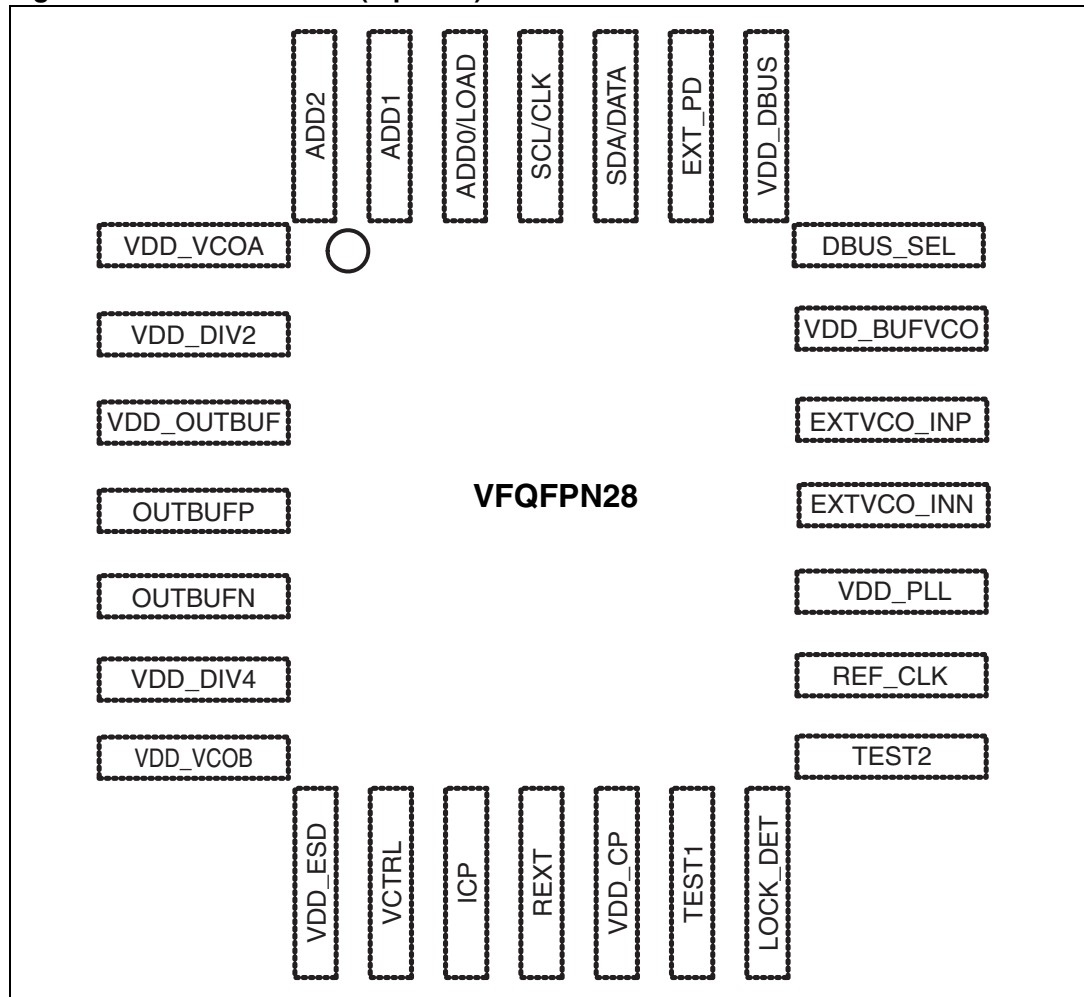 ADD2
ADD1
ADD0/LOAD
SCL/CLK
SDA/DATA
EXT_PD
VDD_DBUS
VDD_VCOA
DBUS_SEL
VDD_DIV2
VDD_BUFVCO
VDD_OUTBUF
EXTVCO_INP
OUTBUFP
VFQFPN28
EXTVCO_INN
OUTBUFN
VDD_PLL
VDD_DIV4
REF_CLK
VDD_VCOB
TEST2
VDD_ESD
VCTRL
ICP
REXT
VDD_CP
TEST1
LOCK_DET